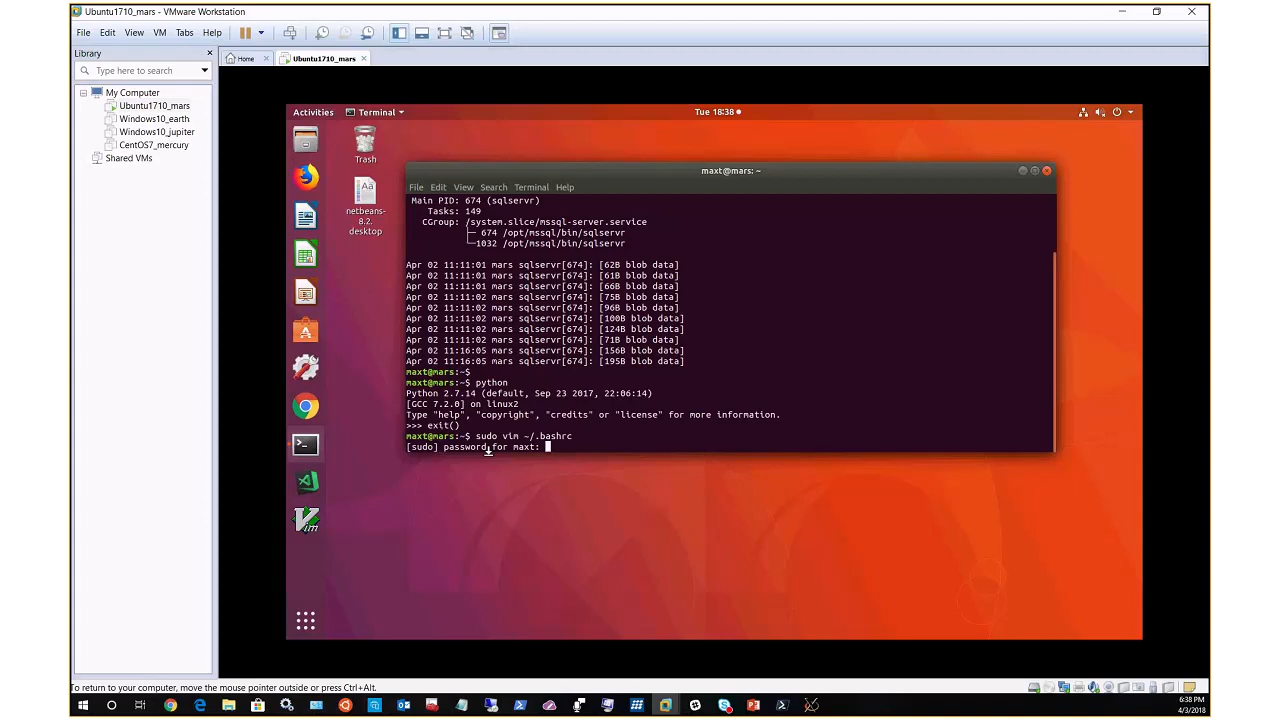 Ubuntu1710_mars - VMware Workstation
File Edit View VM Tabs Help
Library
Type here to search
My Computer
Ubuntu1710_mars
Windows10_earth
Windows10_jupiter
CentOS7_mercury
Shared VMs
Home
Ubuntu1710_mars
Activities
Terminal
Tue 18:38
Trash
netbeans-
8.2.
desktop
maxt@mars: ~
File Edit View Search Terminal Help
Main PID: 674 (sqlservr)
Tasks: 149
CGroup: /system.slice/mssql-server.service
├─ 674 /opt/mssql/bin/sqlservr
└─1032 /opt/mssql/bin/sqlservr
Apr 02 11:11:01 mars sqlservr[674]: [62B blob data]
Apr 02 11:11:01 mars sqlservr[674]: [61B blob data]
Apr 02 11:11:01 mars sqlservr[674]: [66B blob data]
Apr 02 11:11:02 mars sqlservr[674]: [75B blob data]
Apr 02 11:11:02 mars sqlservr[674]: [96B blob data]
Apr 02 11:11:02 mars sqlservr[674]: [100B blob data]
Apr 02 11:11:02 mars sqlservr[674]: [124B blob data]
Apr 02 11:11:02 mars sqlservr[674]: [71B blob data]
Apr 02 11:16:05 mars sqlservr[674]: [156B blob data]
Apr 02 11:16:05 mars sqlservr[674]: [195B blob data]
maxt@mars:~$
maxt@mars:~$ python
Python 2.7.14 (default, Sep 23 2017, 22:06:14)
[GCC 7.2.0] on linux2
Type "help", "copyright", "credits" or "license" for more information.
>>> exit()
maxt@mars:~$ sudo vim ~/.bashrc
[sudo] password for maxt:
To return to your computer, move the mouse pointer outside or press Ctrl+Alt.
6:38 PM
4/3/2018